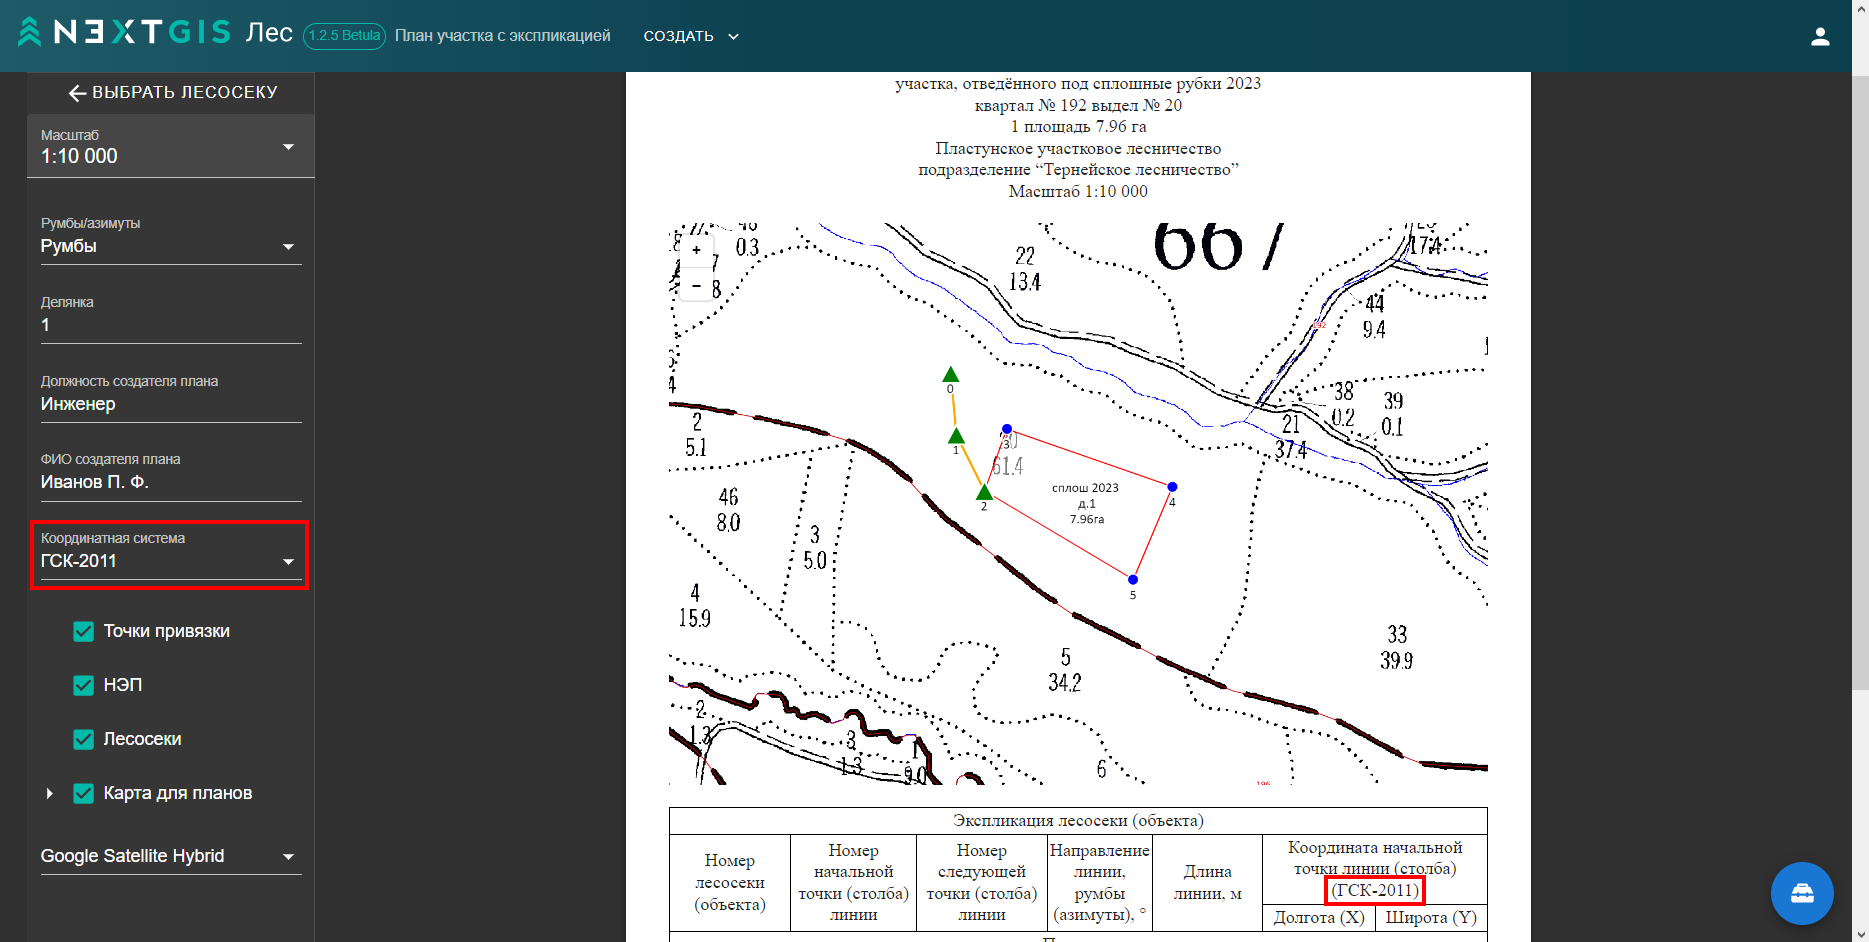 NEXTGIS Лес 1.2.5 Betula План участка с экспликацией СОЗДАТЬ
ВЫБРАТЬ ЛЕСОСЕКУ
Масштаб
1:10 000
Румбы/азимуты
Румбы
Делянка
1
Должность создателя плана
Инженер
ФИО создателя плана
Иванов П. Ф.
Координатная система
ГСК-2011
Точки привязки
НЭП
Лесосеки
Карта для планов
Google Satellite Hybrid
участка, отведённого под сплошные рубки 2023
квартал № 192 выдел № 20
1 площадь 7.96 га
Пластунское участковое лесничество
подразделение “Тернейское лесничество”
Масштаб 1:10 000
667
0.3
+
−
8
22
13.4
17.4
44
9.4
192
38
0.2
39
0.1
21
37.4
0
1
2
3
61.4
4
5
сплош 2023
д.1
7.96га
2
5.1
46
8.0
3
5.0
4
15.9
5
34.2
33
39.9
2
1.3
3
1.3
1
9.0
6
196
Экспликация лесосеки (объекта)
Номер
лесосеки
(объекта)
Номер
начальной
точки (столба)
линии
Номер
следующей
точки (столба)
линии
Направление
линии,
румбы
(азимуты), °
Длина
линии, м
Координата начальной
точки линии (столба)
(ГСК-2011)
Долгота (X)
Широта (Y)